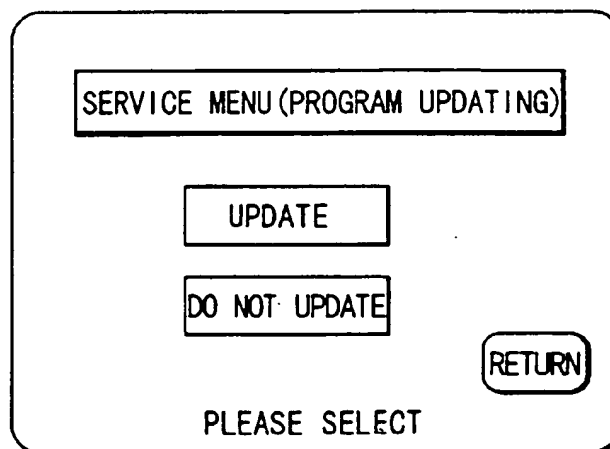 SERVICE MENU(PROGRAM UPDATING)
UPDATE
DO NOT UPDATE
RETURN
PLEASE SELECT